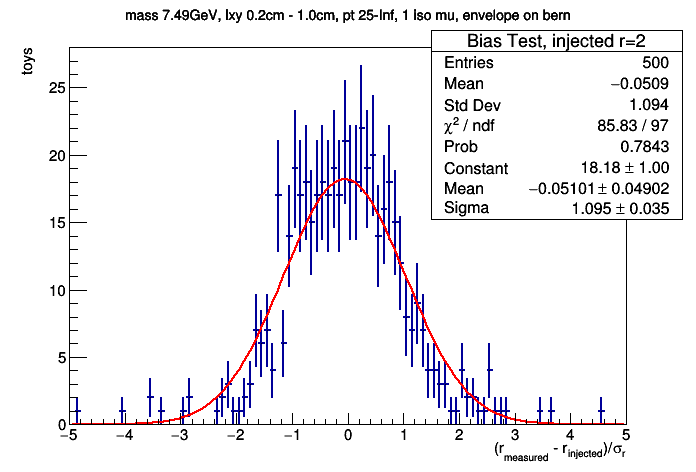 mass 7.49GeV, lxy 0.2cm - 1.0cm, pt 25-Inf, 1 Iso mu, envelope on bern
Bias Test, injected r=2
Entries 500
Mean −0.0509
Std Dev 1.094
χ² / ndf 85.83 / 97
Prob 0.7843
Constant 18.18 ± 1.00
Mean −0.05101 ± 0.04902
Sigma 1.095 ± 0.035
toys
25
20
15
10
5
0
−5 −4 −3 −2 −1 0 1 2 3 4 5
(r_measured - r_injected)/σ_r